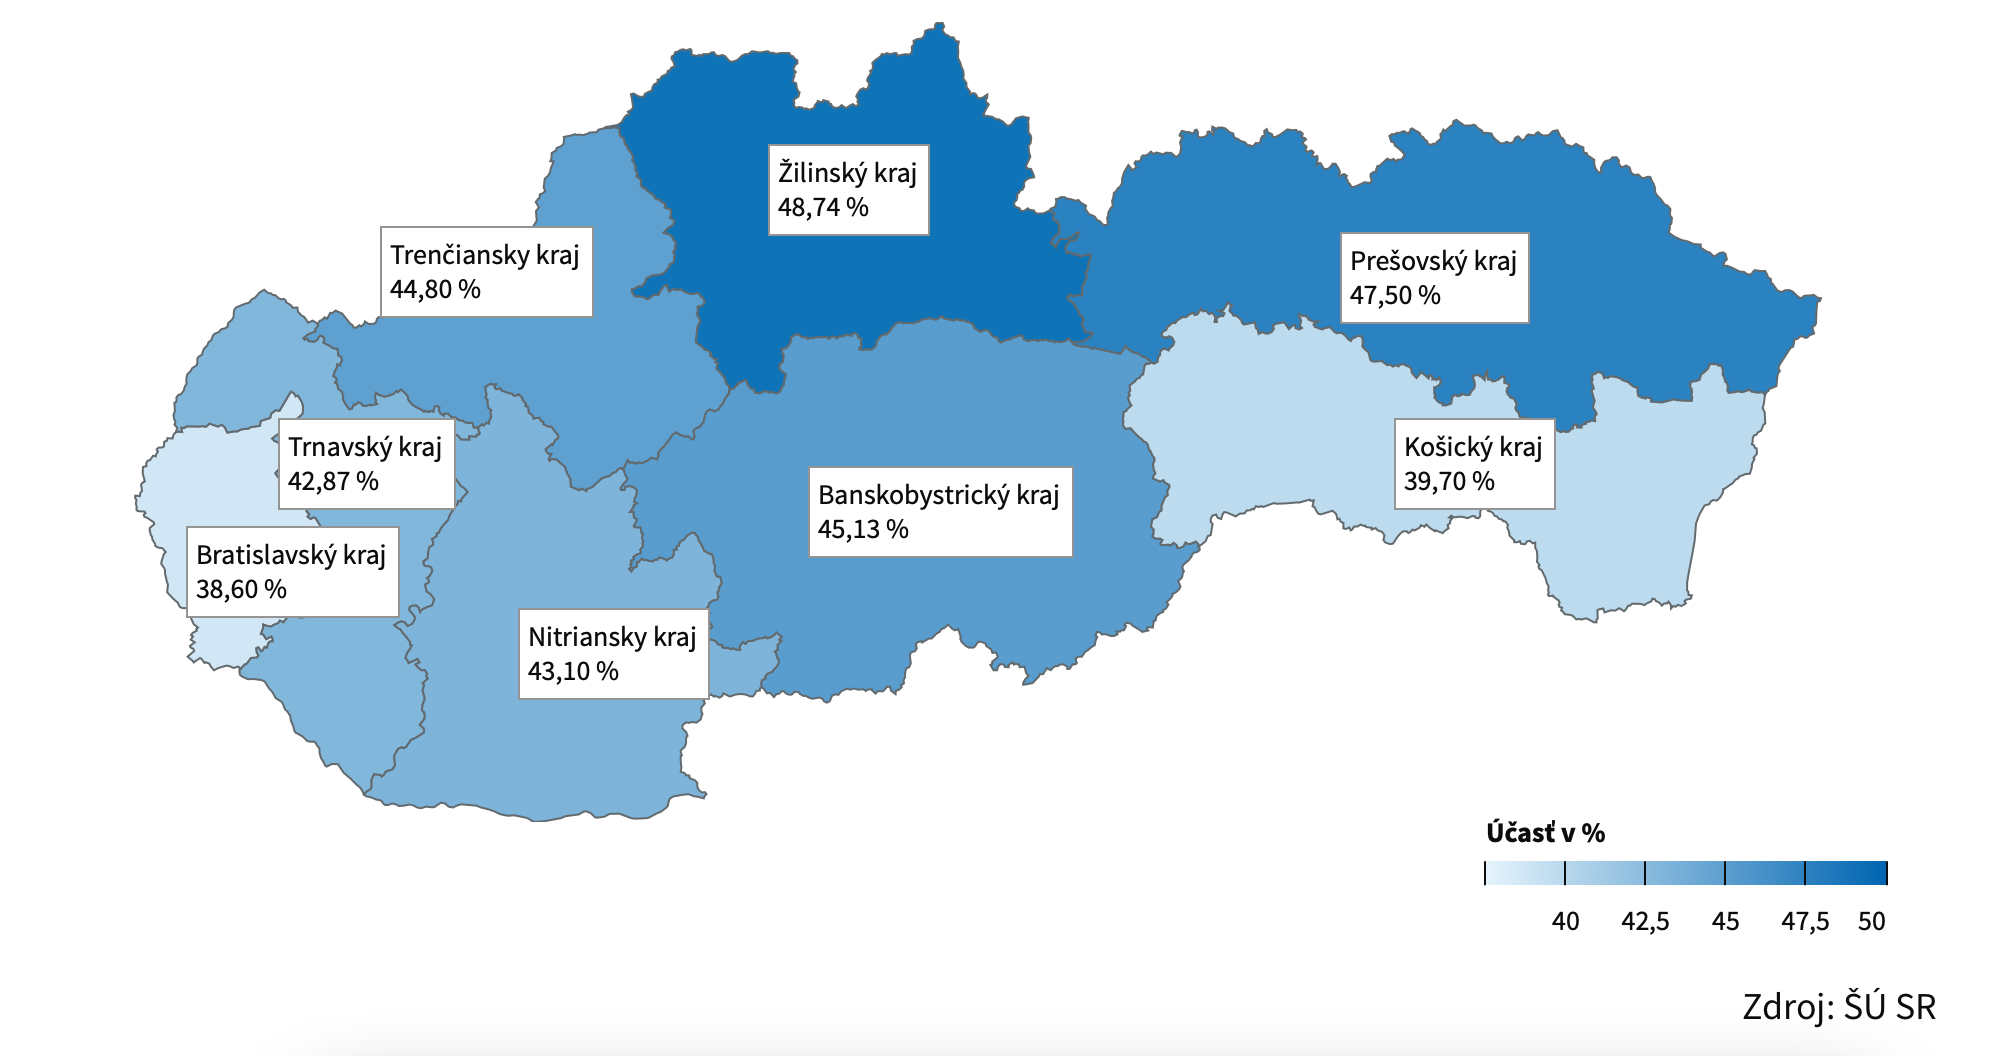 Žilinský kraj
48,74 %
Trenčiansky kraj
44,80 %
Prešovský kraj
47,50 %
Trnavský kraj
42,87 %
Košický kraj
39,70 %
Banskobystrický kraj
45,13 %
Bratislavský kraj
38,60 %
Nitriansky kraj
43,10 %
Účasť v %
40 42,5 45 47,5 50
Zdroj: ŠÚ SR